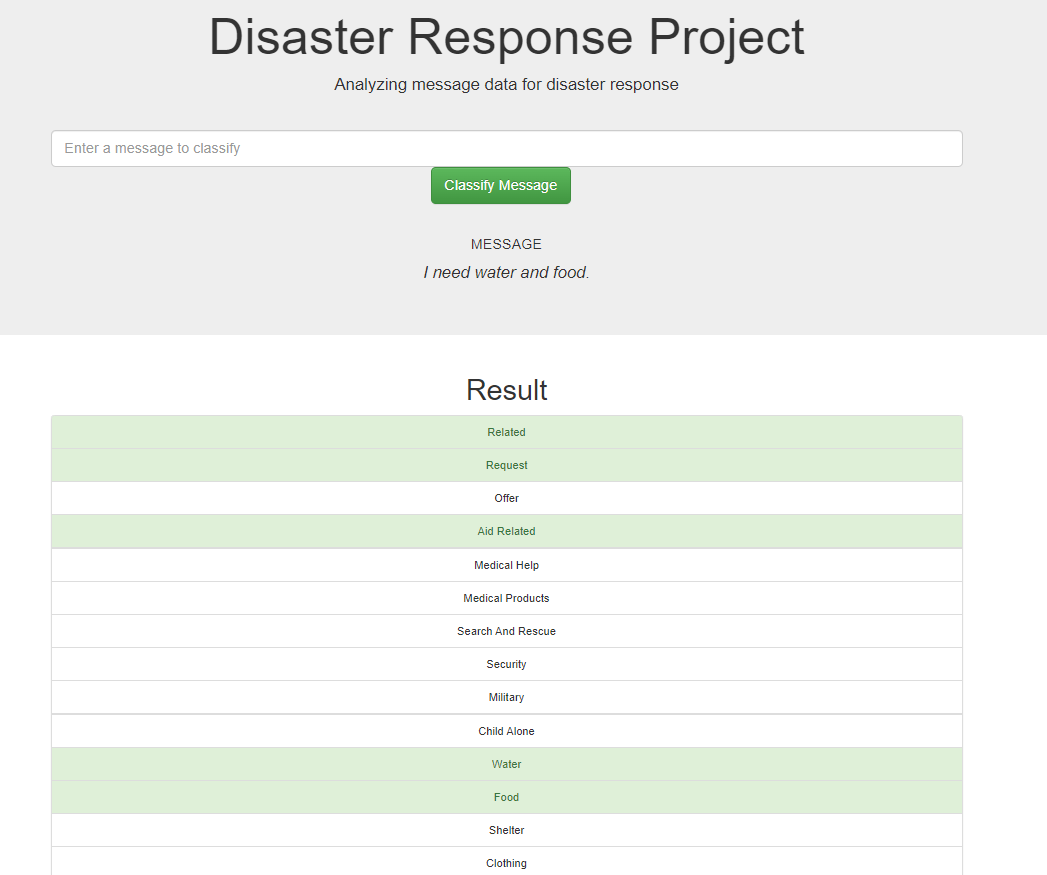 Disaster Response Project
Analyzing message data for disaster response
Enter a message to classify
Classify Message
MESSAGE
I need water and food.
Result
Related
Request
Offer
Aid Related
Medical Help
Medical Products
Search And Rescue
Security
Military
Child Alone
Water
Food
Shelter
Clothing